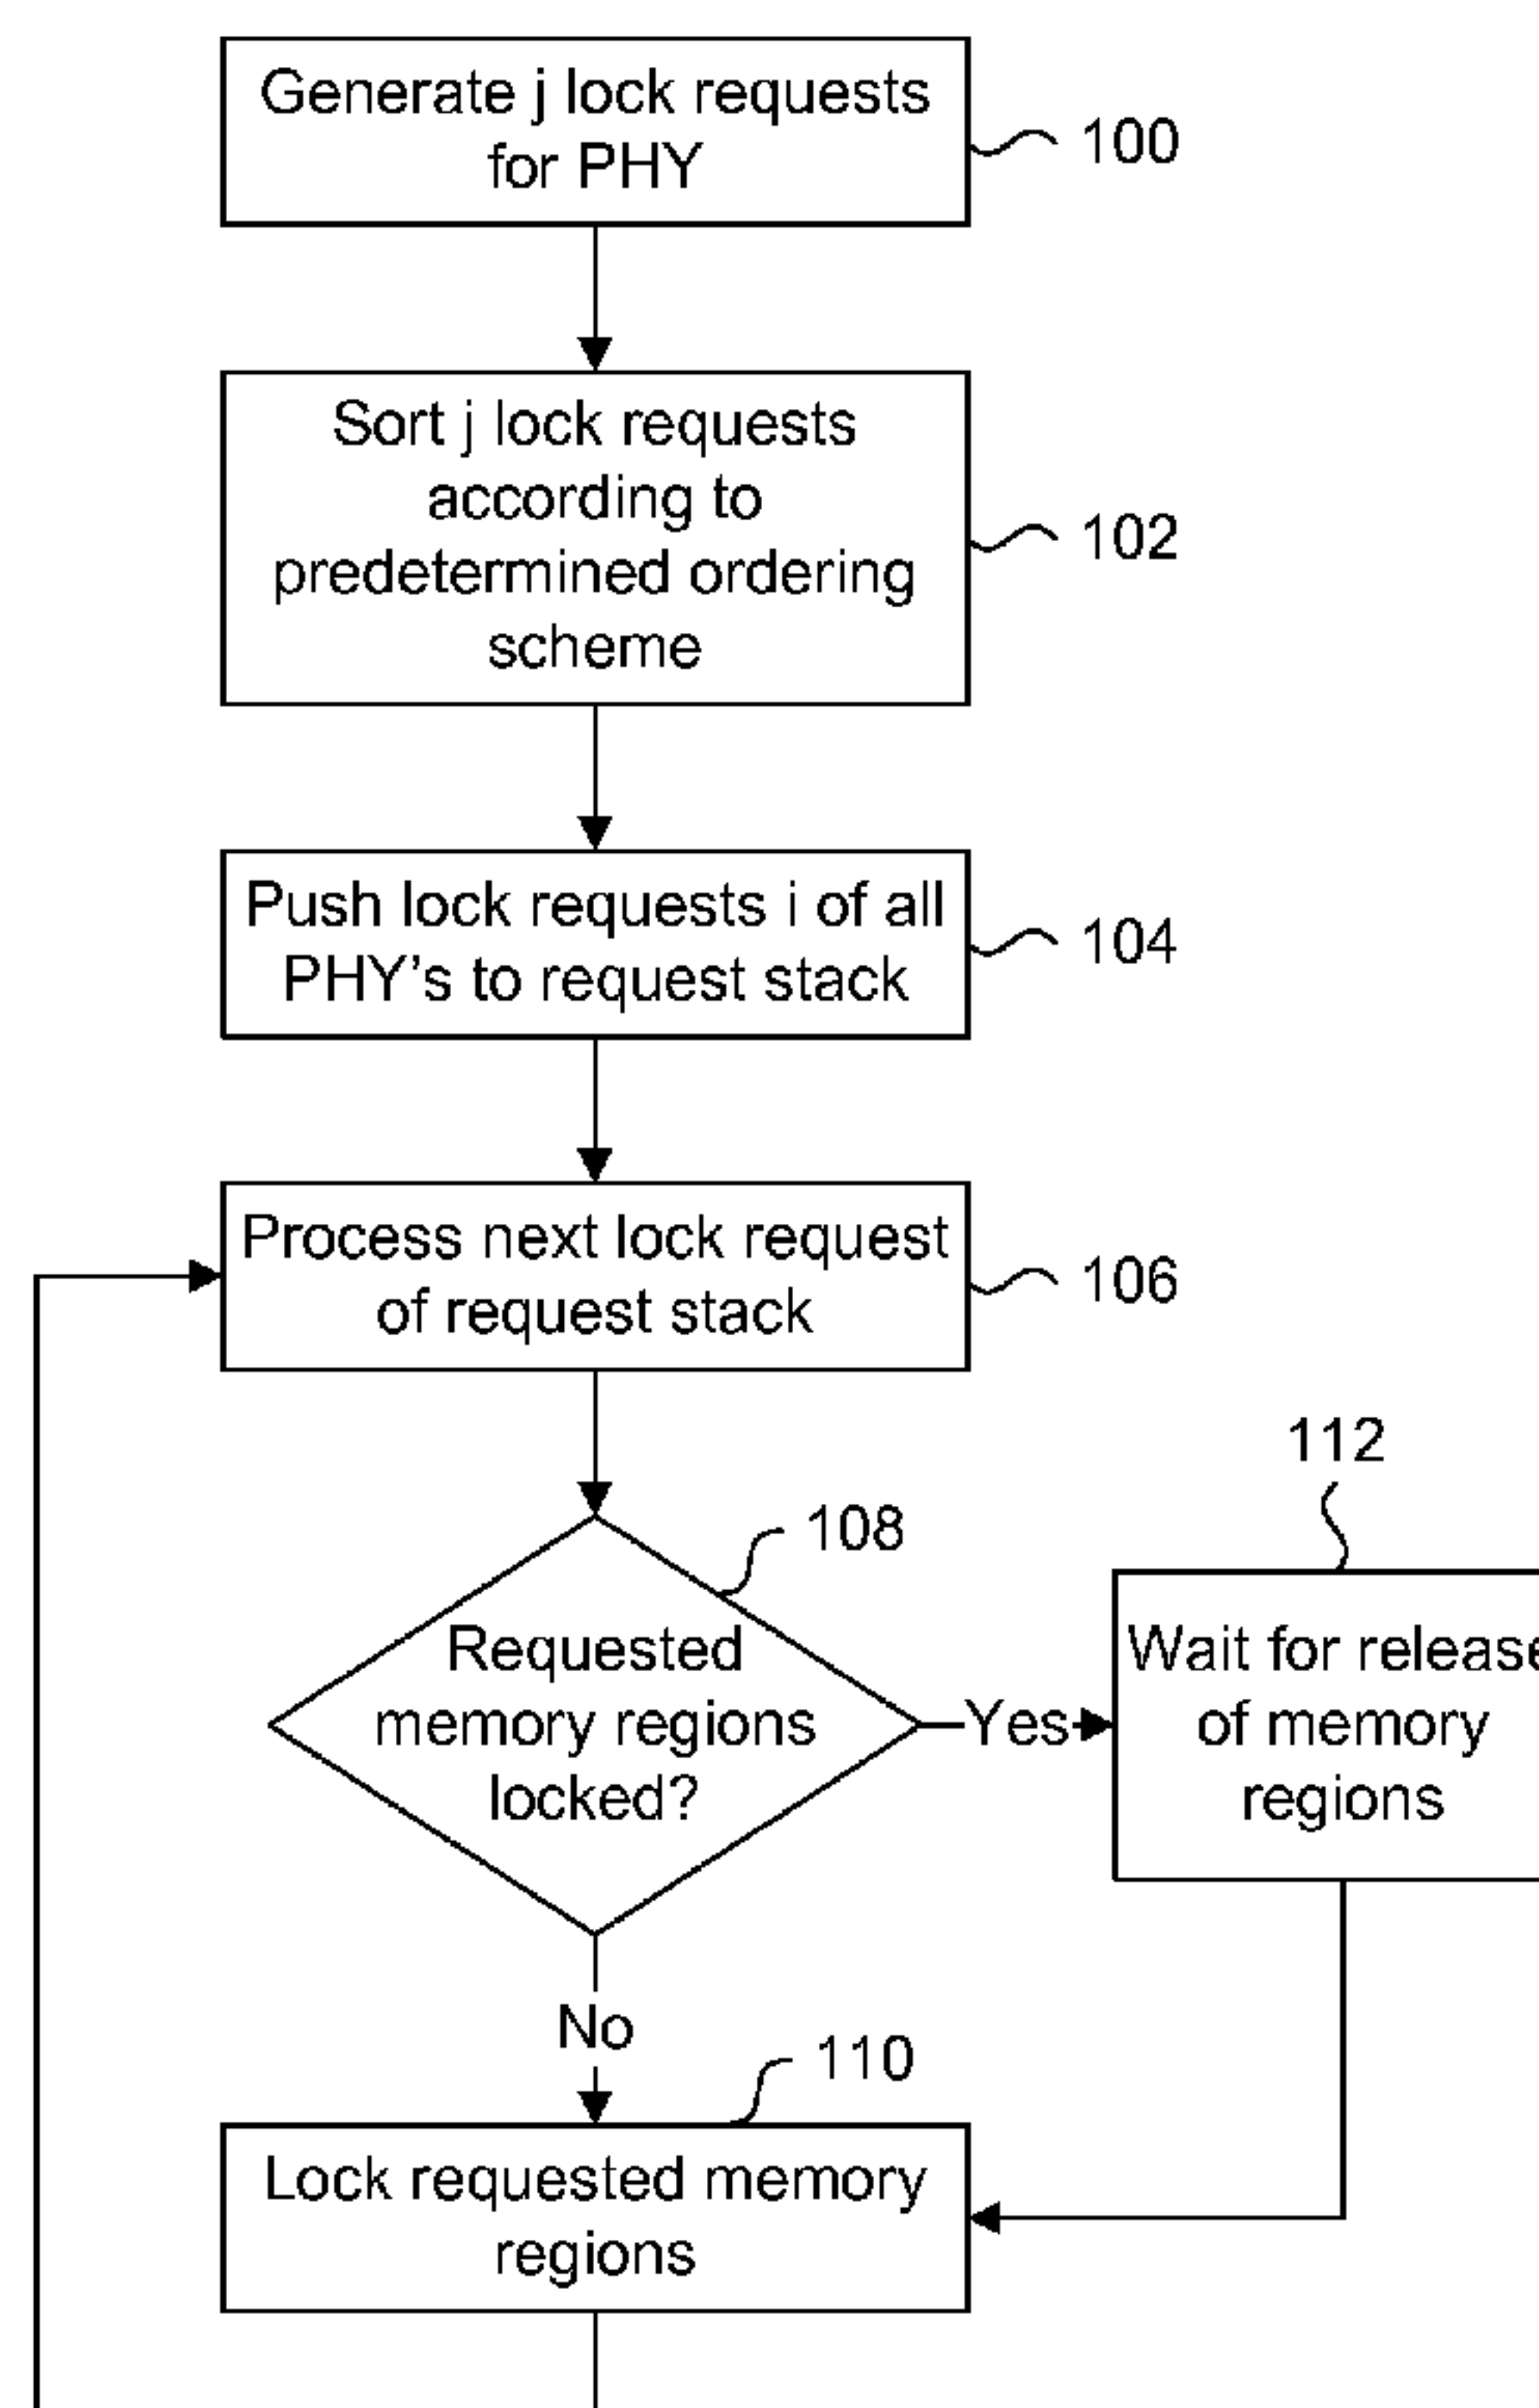 Generate j lock requests
for PHY
100
Sort j lock requests
according to
predetermined ordering
scheme
102
Push lock requests i of all
PHY's to request stack
104
Process next lock request
of request stack
106
108
Requested
memory regions
locked?
Yes
112
Wait for release
of memory
regions
No
110
Lock requested memory
regions